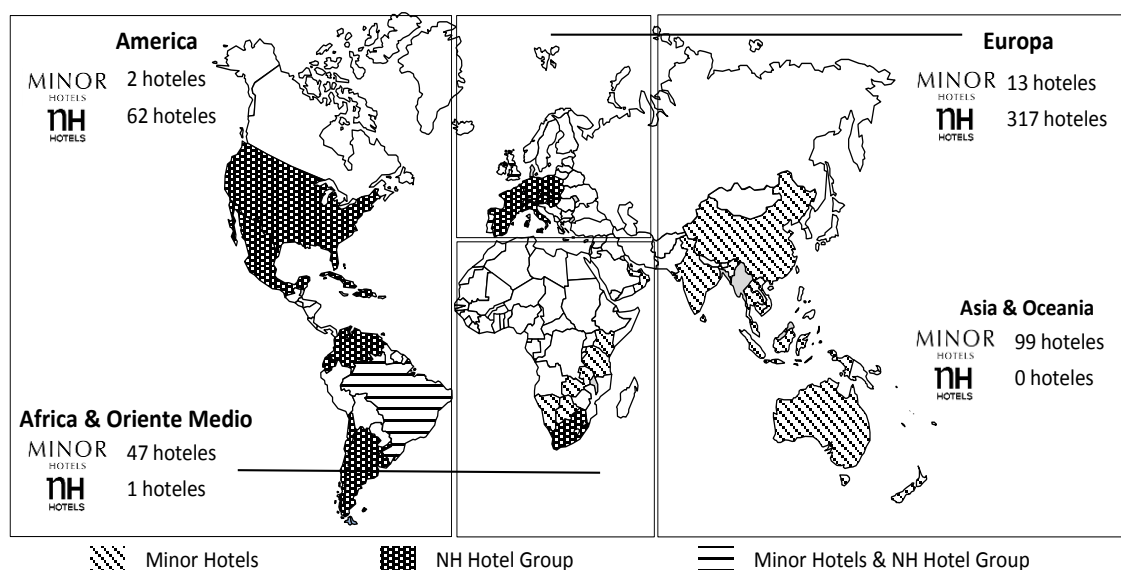 America
MINOR
HOTELS
2 hoteles
nH
HOTELS
62 hoteles
Europa
MINOR
HOTELS
13 hoteles
nH
HOTELS
317 hoteles
Asia & Oceania
MINOR
HOTELS
99 hoteles
nH
HOTELS
0 hoteles
Africa & Oriente Medio
MINOR
HOTELS
47 hoteles
nH
HOTELS
1 hoteles
Minor Hotels
NH Hotel Group
Minor Hotels & NH Hotel Group